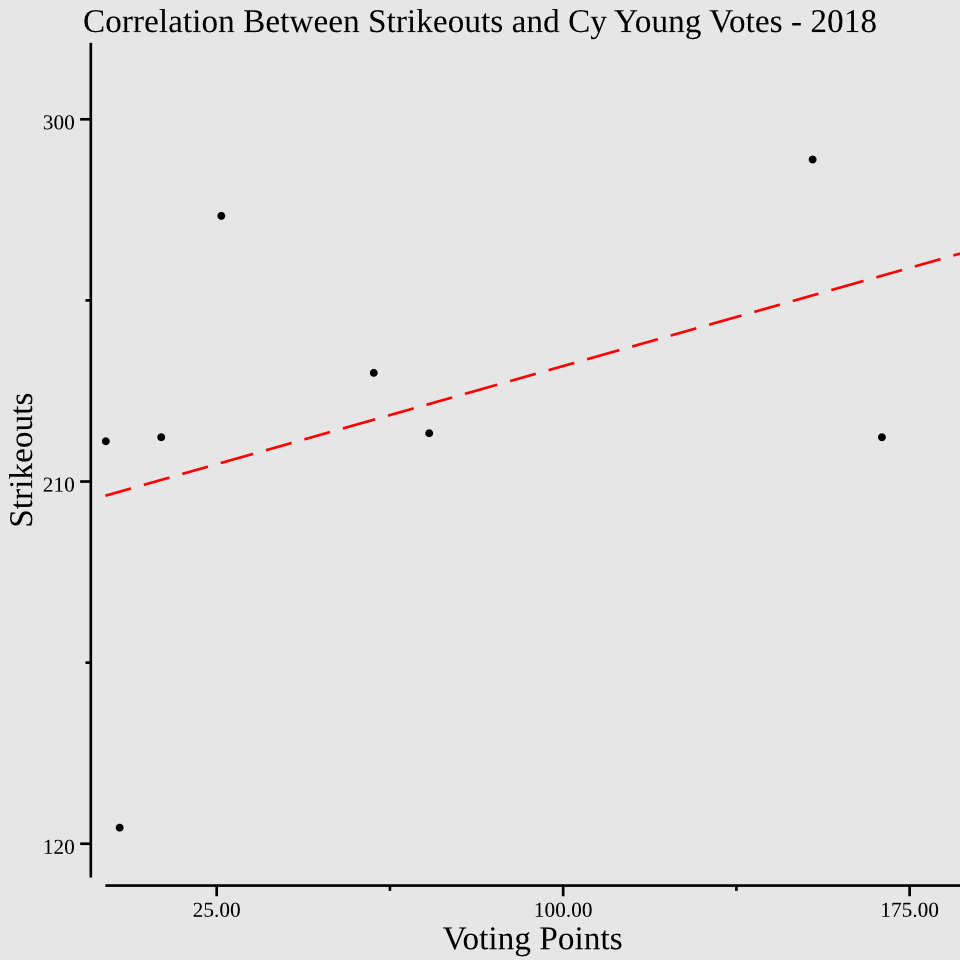 Correlation Between Strikeouts and Cy Young Votes - 2018
300
210
120
Strikeouts
25.00
100.00
175.00
Voting Points